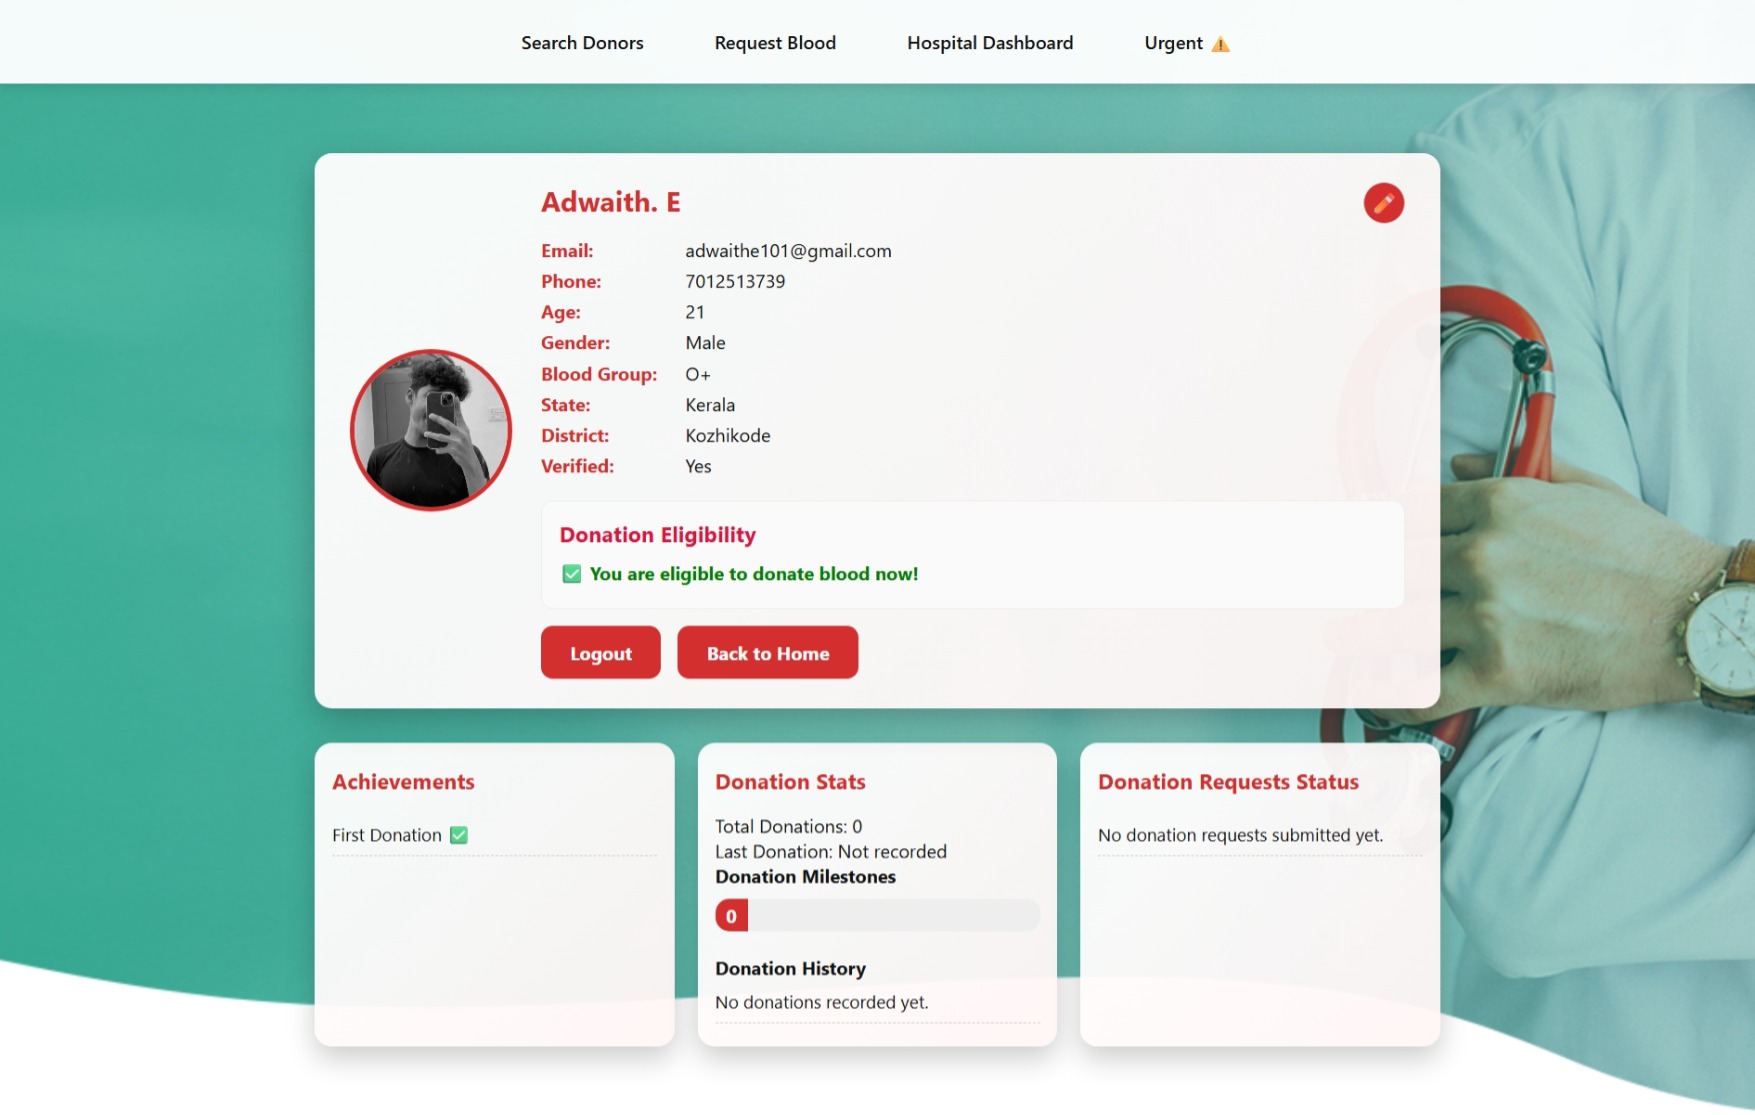 Search Donors
Request Blood
Hospital Dashboard
Urgent ⚠️
Adwaith. E
Email: adwaithe101@gmail.com
Phone: 7012513739
Age: 21
Gender: Male
Blood Group: O+
State: Kerala
District: Kozhikode
Verified: Yes
Donation Eligibility
✅ You are eligible to donate blood now!
Logout
Back to Home
Achievements
First Donation ✅
Donation Stats
Total Donations: 0
Last Donation: Not recorded
Donation Milestones
0
Donation History
No donations recorded yet.
Donation Requests Status
No donation requests submitted yet.